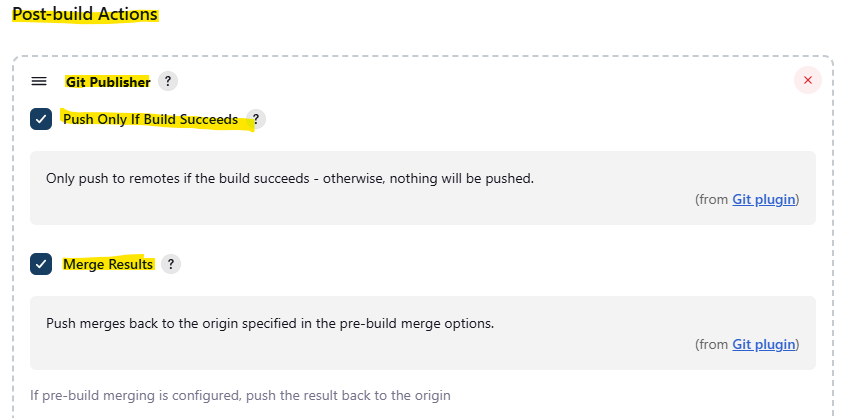 Post-build Actions
Git Publisher ?
Push Only If Build Succeeds ?
Only push to remotes if the build succeeds - otherwise, nothing will be pushed.
(from Git plugin)
Merge Results ?
Push merges back to the origin specified in the pre-build merge options.
(from Git plugin)
If pre-build merging is configured, push the result back to the origin